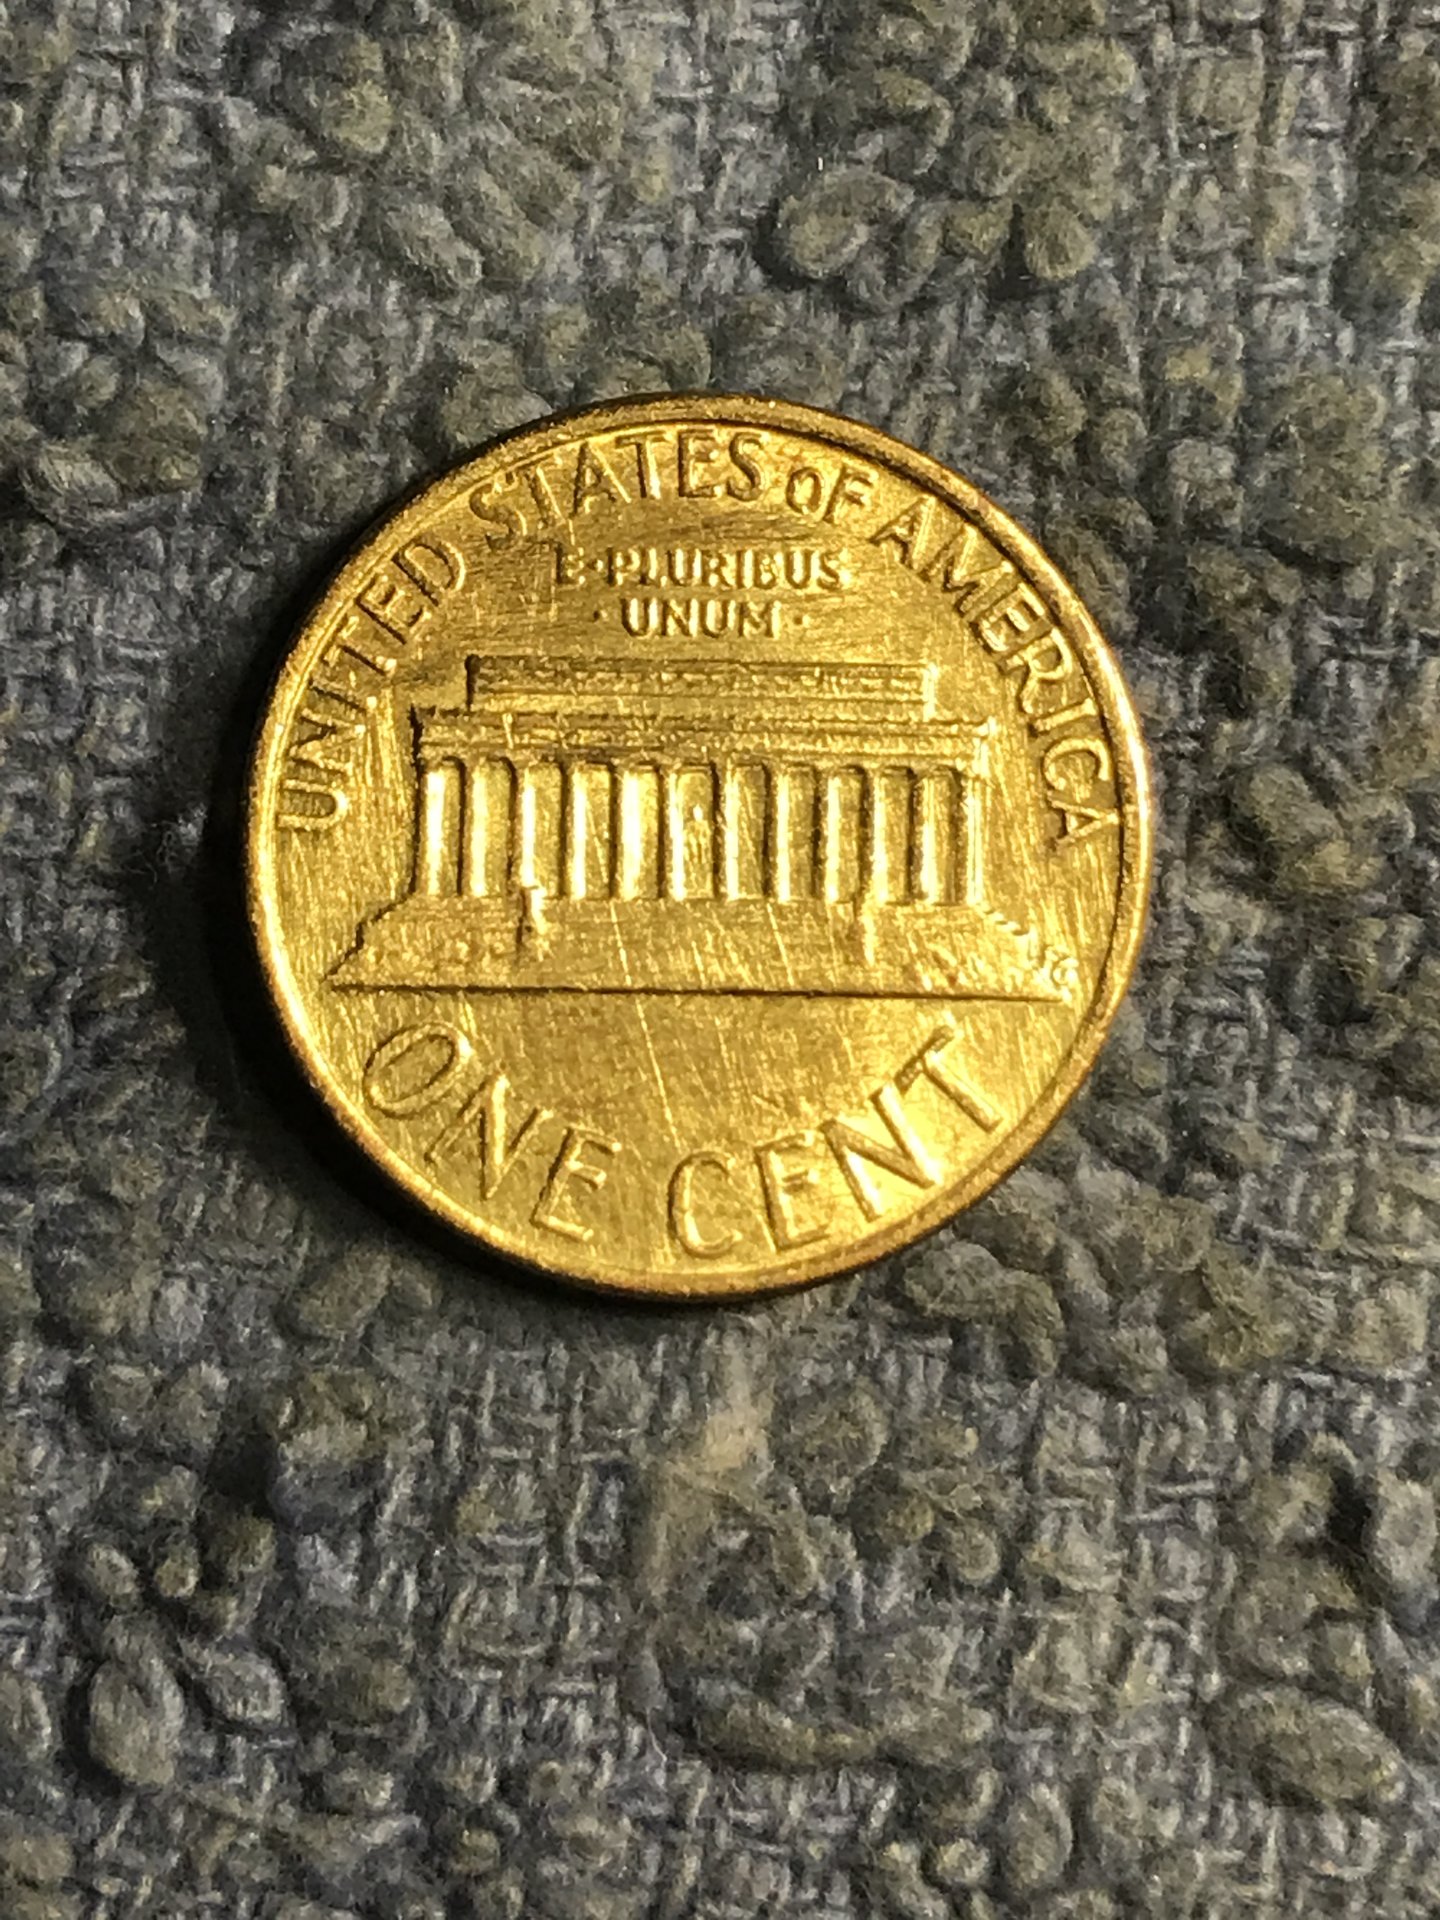 UNITED STATES OF AMERICA
E·PLURIBUS
·UNUM·
ONE CENT